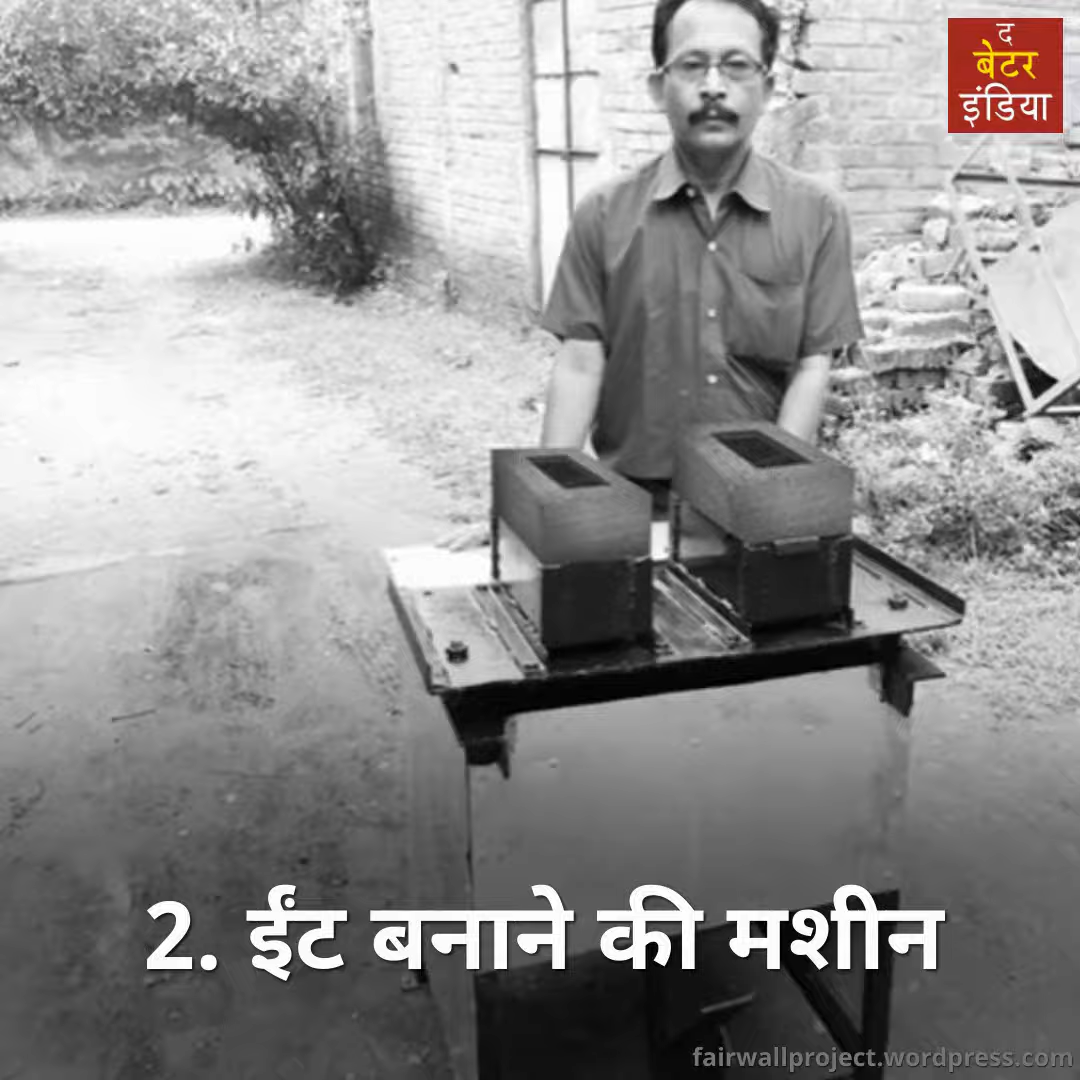 द
बेटर
इंडिया
2. ईंट बनाने की मशीन
fairwallproject.wordpress.com